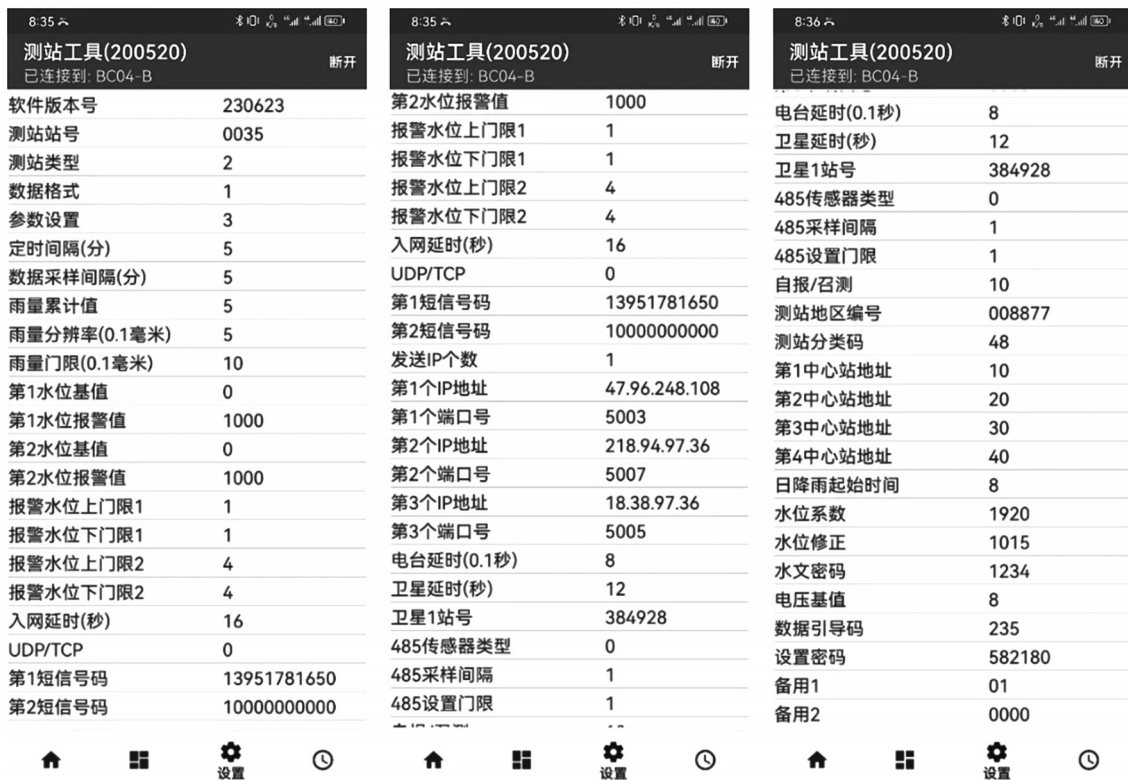 8:35
测站工具(200520)
已连接到: BC04-B
断开
软件版本号 230623
测站站号 0035
测站类型 2
数据格式 1
参数设置 3
定时间隔(分) 5
数据采样间隔(分) 5
雨量累计值 5
雨量分辨率(0.1毫米) 5
雨量门限(0.1毫米) 10
第1水位基值 0
第1水位报警值 1000
第2水位基值 0
第2水位报警值 1000
报警水位上门限1 1
报警水位下门限1 1
报警水位上门限2 4
报警水位下门限2 4
入网延时(秒) 16
UDP/TCP 0
第1短信号码 13951781650
第2短信号码 10000000000
设置
8:35
测站工具(200520)
已连接到: BC04-B
断开
第2水位报警值 1000
报警水位上门限1 1
报警水位下门限1 1
报警水位上门限2 4
报警水位下门限2 4
入网延时(秒) 16
UDP/TCP 0
第1短信号码 13951781650
第2短信号码 10000000000
发送IP个数 1
第1个IP地址 47.96.248.108
第1个端口号 5003
第2个IP地址 218.94.97.36
第2个端口号 5007
第3个IP地址 18.38.97.36
第3个端口号 5005
电台延时(0.1秒) 8
卫星延时(秒) 12
卫星1站号 384928
485传感器类型 0
485采样间隔 1
485设置门限 1
设置
8:36
测站工具(200520)
已连接到: BC04-B
断开
电台延时(0.1秒) 8
卫星延时(秒) 12
卫星1站号 384928
485传感器类型 0
485采样间隔 1
485设置门限 1
自报/召测 10
测站地区编号 008877
测站分类码 48
第1中心站地址 10
第2中心站地址 20
第3中心站地址 30
第4中心站地址 40
日降雨起始时间 8
水位系数 1920
水位修正 1015
水文密码 1234
电压基值 8
数据引导码 235
设置密码 582180
备用1 01
备用2 0000
设置